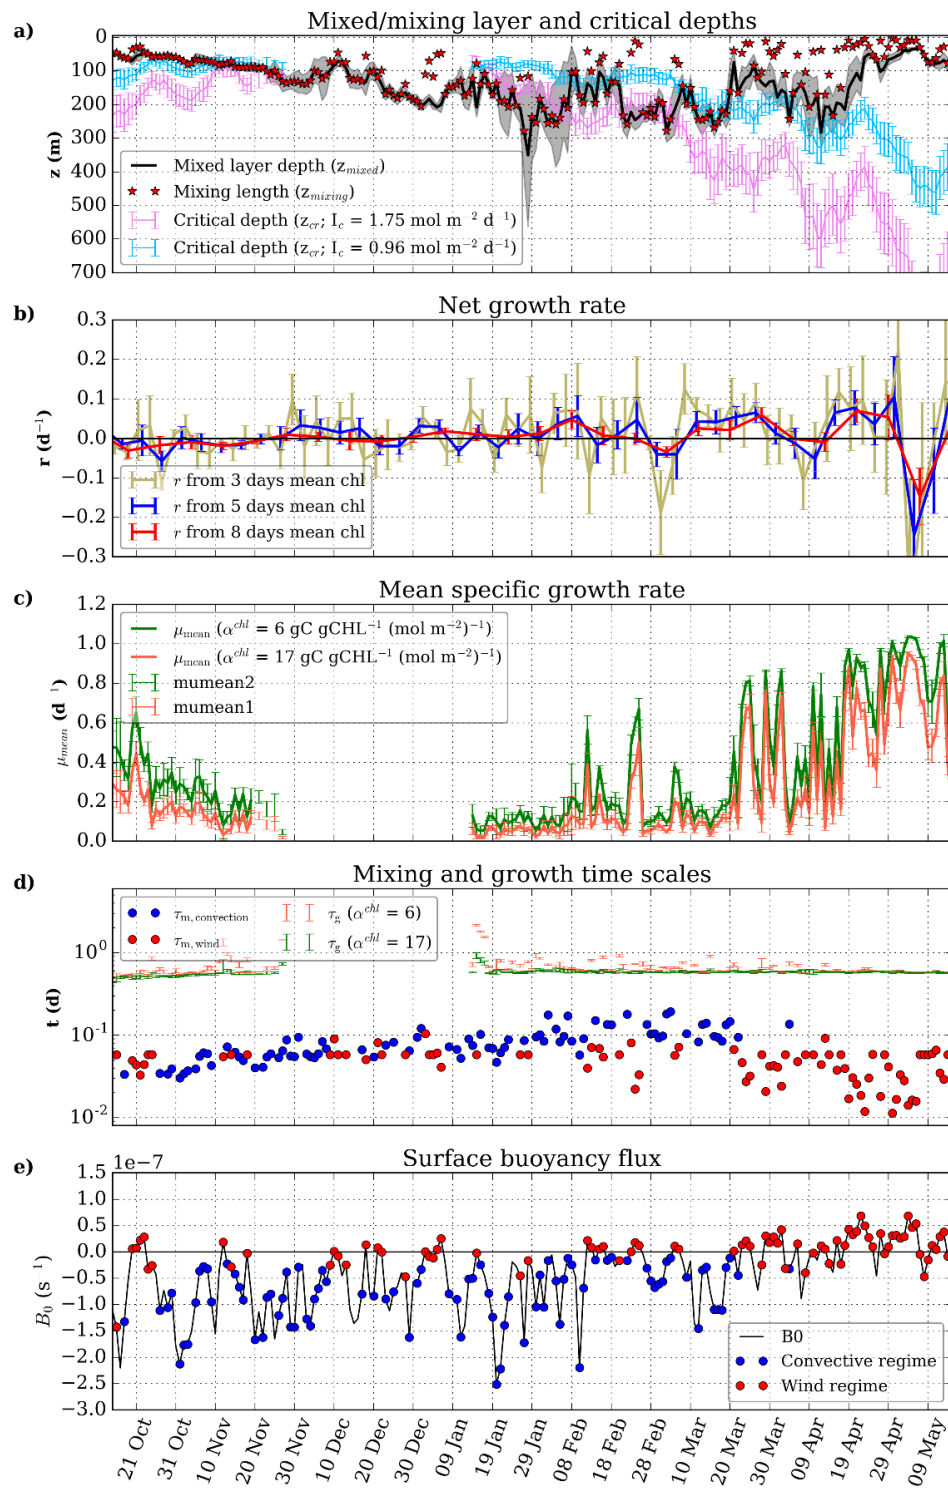 a)
Mixed/mixing layer and critical depths
0
100
200
300
400
500
600
700
z (m)
Mixed layer depth (z_mixed)
Mixing length (z_mixing)
Critical depth (z_cr; I_c = 1.75 mol m⁻² d⁻¹)
Critical depth (z_cr; I_c = 0.96 mol m⁻² d⁻¹)
b)
Net growth rate
0.3
0.2
0.1
0.0
−0.1
−0.2
−0.3
r (d⁻¹)
r from 3 days mean chl
r from 5 days mean chl
r from 8 days mean chl
c)
Mean specific growth rate
1.2
1.0
0.8
0.6
0.4
0.2
0.0
μ_mean (d⁻¹)
μ_mean (α^chl = 6 gC gCHL⁻¹ (mol m⁻²)⁻¹)
μ_mean (α^chl = 17 gC gCHL⁻¹ (mol m⁻²)⁻¹)
mumean2
mumean1
d)
Mixing and growth time scales
10⁰
10⁻¹
10⁻²
t (d)
τ_m,convection
τ_m,wind
τ_g (α^chl = 6)
τ_g (α^chl = 17)
e)
1e−7
Surface buoyancy flux
1.5
1.0
0.5
0.0
−0.5
−1.0
−1.5
−2.0
−2.5
−3.0
B_0 (s⁻¹)
B0
Convective regime
Wind regime
21 Oct
31 Oct
10 Nov
20 Nov
30 Nov
10 Dec
20 Dec
30 Dec
09 Jan
19 Jan
29 Jan
08 Feb
18 Feb
28 Feb
10 Mar
20 Mar
30 Mar
09 Apr
19 Apr
29 Apr
09 May